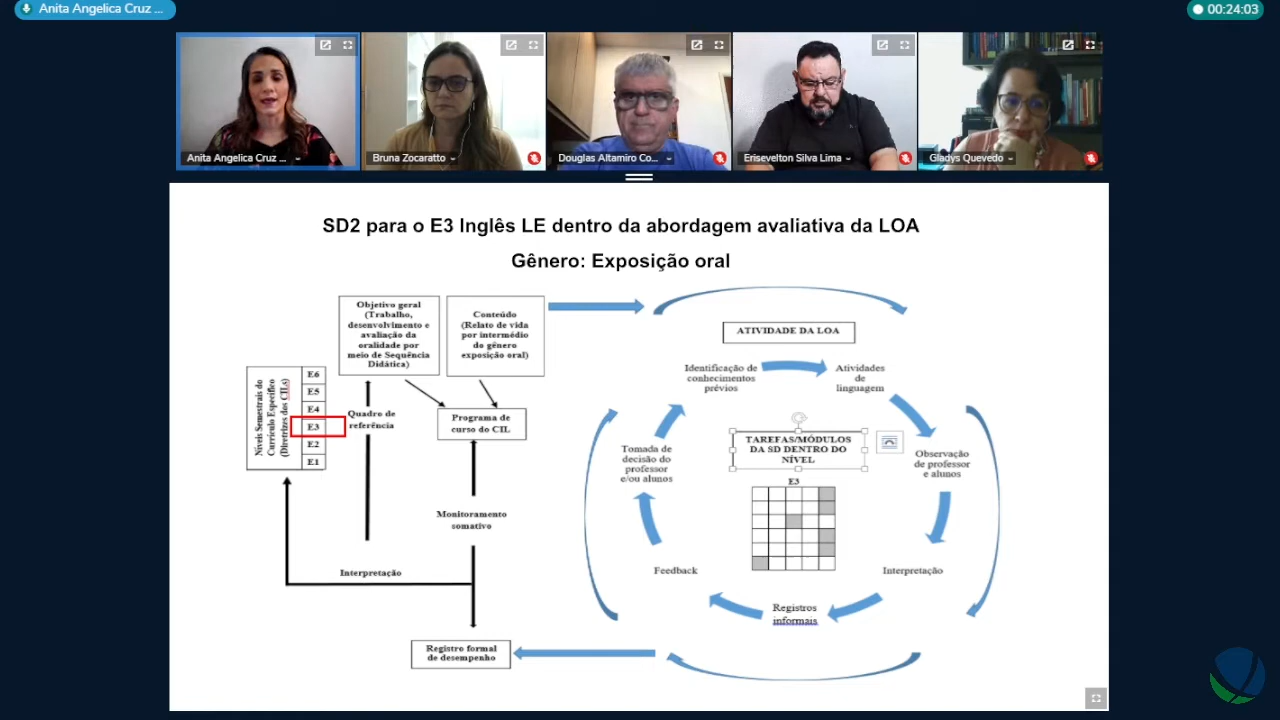 Anita Angelica Cruz ...
00:24:03
Anita Angelica Cruz ...
Bruna Zocaratto
Douglas Altamiro Co...
Erisevelton Silva Lima
Gladys Quevedo
SD2 para o E3 Inglês LE dentro da abordagem avaliativa da LOA
Gênero: Exposição oral
Objetivo geral
(Trabalho,
desenvolvimento e
avaliação da
oralidade por
meio de Sequência
Didática)
Conteúdo
(Relato de vida
por intermédio
do gênero
exposição oral)
Níveis Semestrais do
Currículo Específico
(Diretrizes dos CILs)
E6
E5
E4
E3
E2
E1
Quadro de
referência
Programa de
curso do CIL
Monitoramento
somativo
Interpretação
Registro formal
de desempenho
ATIVIDADE DA LOA
Identificação de
conhecimentos
prévios
Atividades
de
linguagem
Observação
de professor
e alunos
Interpretação
Registros
informais
Feedback
Tomada de
decisão do
professor
e/ou alunos
TAREFAS/MÓDULOS
DA SD DENTRO DO
NÍVEL
E3